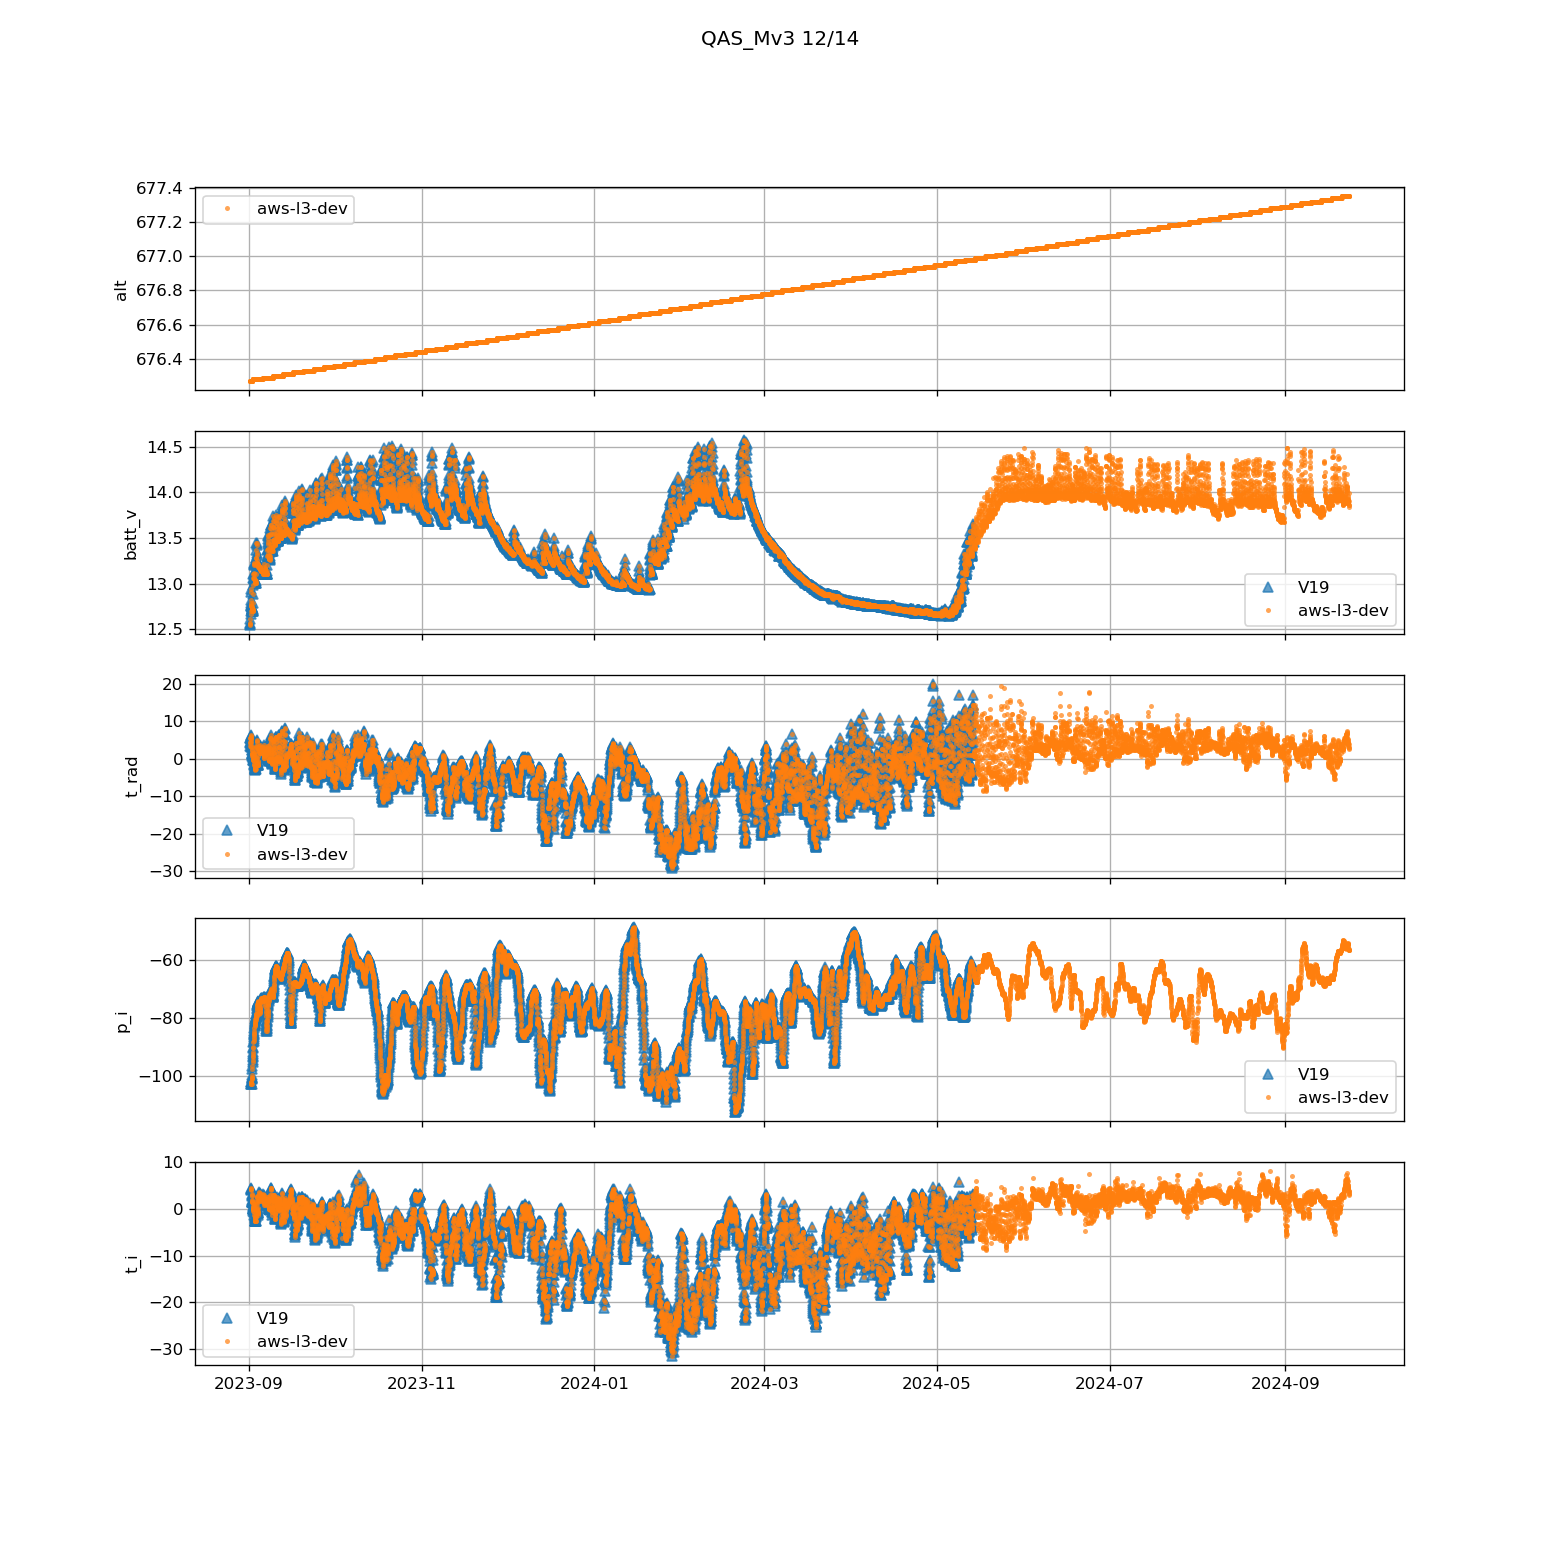 QAS_Mv3 12/14
677.4
677.2
677.0
676.8
676.6
676.4
alt
aws-l3-dev
14.5
14.0
13.5
13.0
12.5
batt_v
V19
aws-l3-dev
20
10
0
−10
−20
−30
t_rad
V19
aws-l3-dev
−60
−80
−100
p_i
V19
aws-l3-dev
10
0
−10
−20
−30
t_i
V19
aws-l3-dev
2023-09 2023-11 2024-01 2024-03 2024-05 2024-07 2024-09